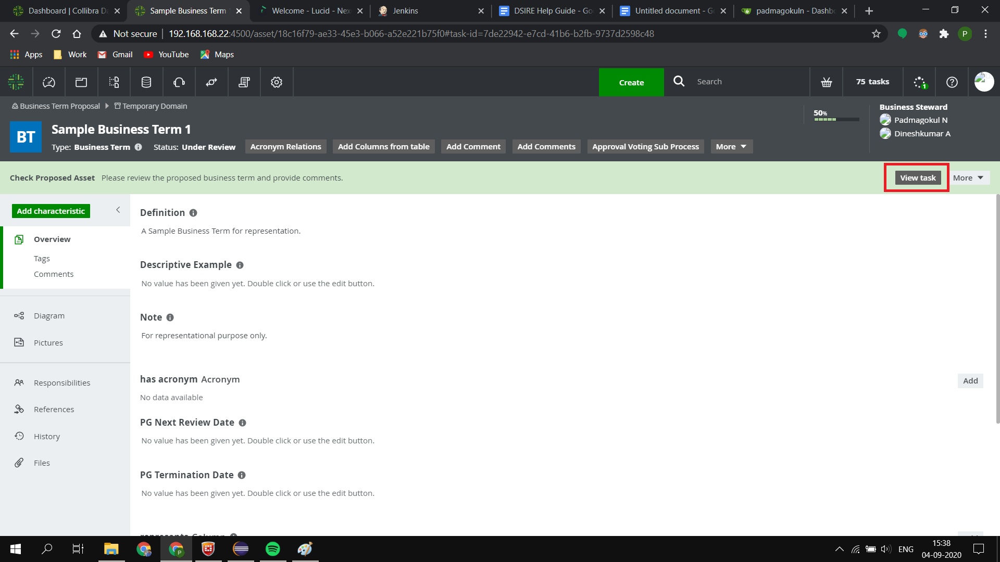 Dashboard | Collibra Da
Sample Business Term
Welcome - Lucid - Nex
Jenkins
DSIRE Help Guide - Go
Untitled document - G
padmagokuln - Dashbo
Not secure 192.168.168.22:4500/asset/18c16f79-ae33-45e3-b066-a52e221b75f0#task-id=7de22942-e7cd-41b6-b2fb-9737d2598c48
P
Apps Work Gmail YouTube Maps
Create Search 75 tasks 1
Business Term Proposal Temporary Domain
50%
Business Steward
Padmagokul N
Dineshkumar A
BT
Sample Business Term 1
Type: Business Term Status: Under Review Acronym Relations Add Columns from table Add Comment Add Comments Approval Voting Sub Process More
Check Proposed Asset Please review the proposed business term and provide comments. View task More
Add characteristic
Overview
Tags
Comments
Diagram
Pictures
Responsibilities
References
History
Files
Definition
A Sample Business Term for representation.
Descriptive Example
No value has been given yet. Double click or use the edit button.
Note
For representational purpose only.
has acronym Acronym Add
No data available
PG Next Review Date
No value has been given yet. Double click or use the edit button.
PG Termination Date
No value has been given yet. Double click or use the edit button.
represents Column
ENG
15:38
04-09-2020